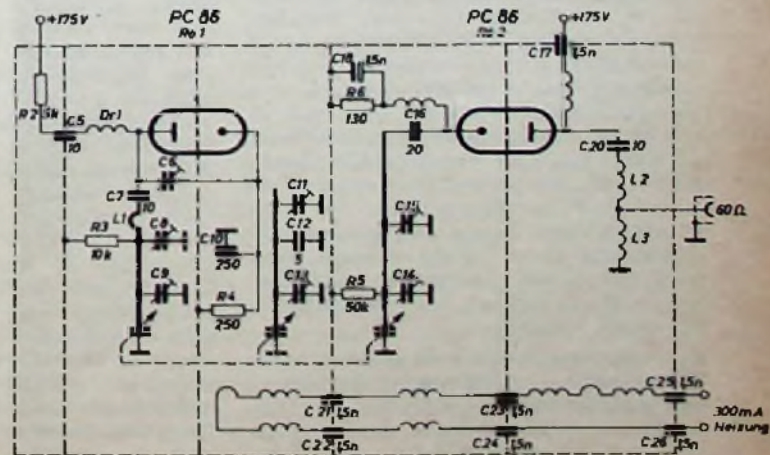 +175V
PC 86
Rö 1
PC 86
+175V
C17
1,5n
C18
1,5n
R2 5k
C5
10
Dr1
R6
130
C16
20
C6
C20
10
C7
10
L1
C11
L2
R3
10k
C8
C10
250
C12
5
C15
60Ω
L3
C9
R4
250
C13
R5
50k
C14
C21
1,5n
C23
1,5n
C25
1,5n
300mA
Heizung
C22
1,5n
C24
1,5n
C26
1,5n